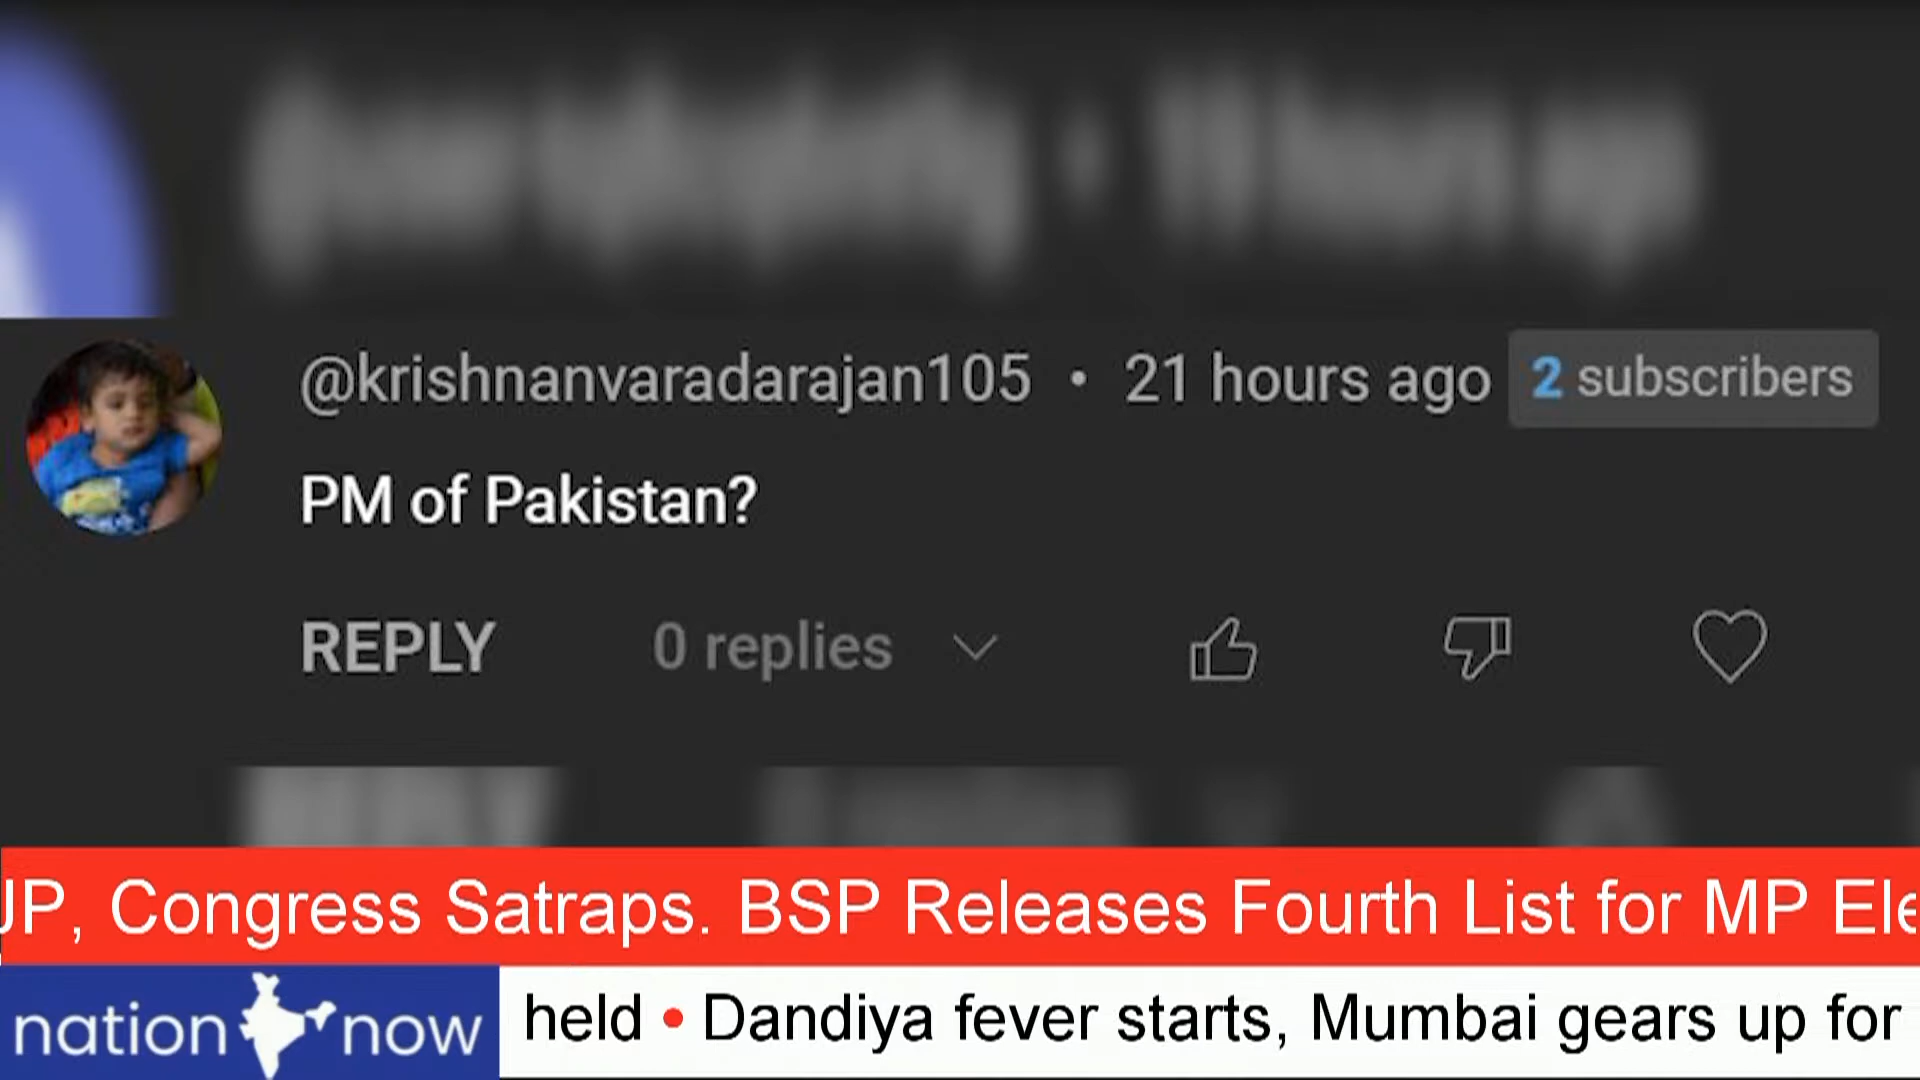 @krishnanvaradarajan105 • 21 hours ago 2 subscribers
PM of Pakistan?
REPLY 0 replies
JP, Congress Satraps. BSP Releases Fourth List for MP Ele
nation now held • Dandiya fever starts, Mumbai gears up for